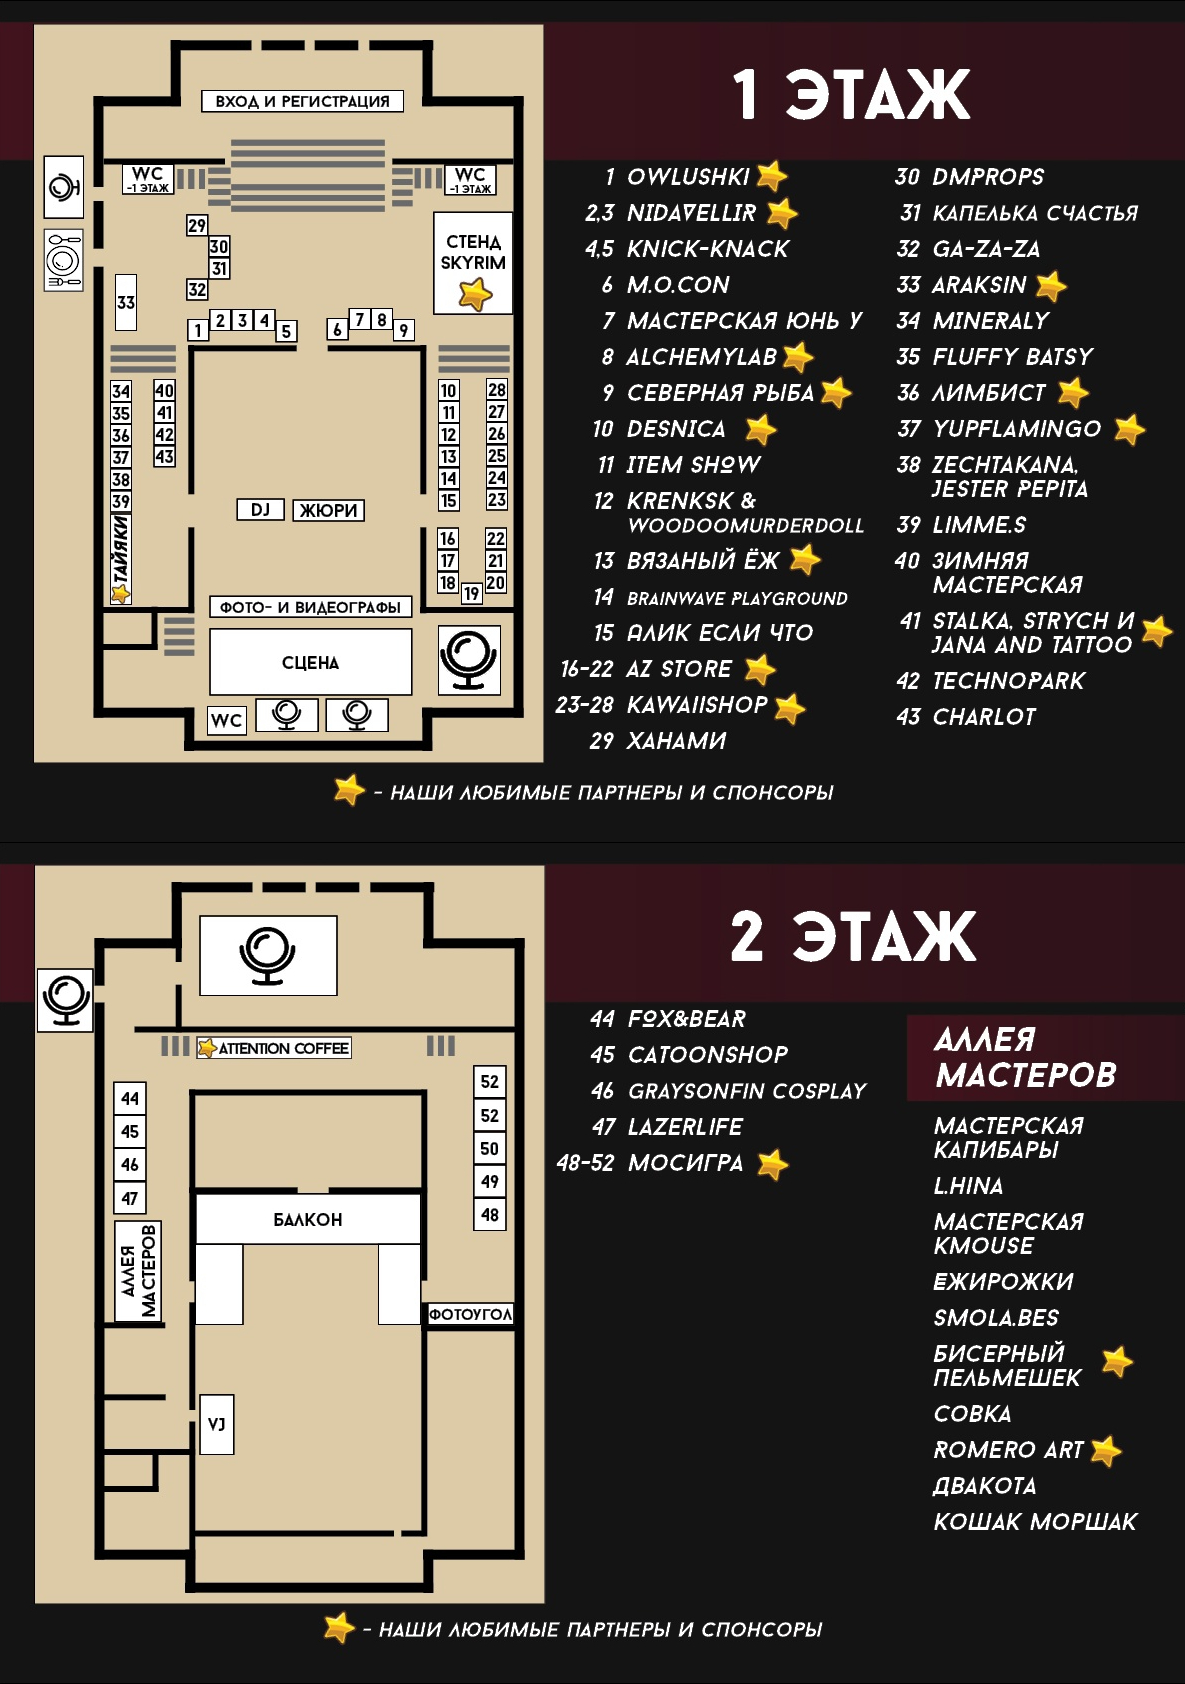 1 ЭТАЖ
ВХОД И РЕГИСТРАЦИЯ
WC
-1 ЭТАЖ
WC
-1 ЭТАЖ
СТЕНД
SKYRIM
29
30
31
32
33
1
2
3
4
5
6
7
8
9
34
35
36
37
38
39
ТАЙЯКИ
40
41
42
43
10
11
12
13
14
15
16
17
18
19
28
27
26
25
24
23
22
21
20
DJ
ЖЮРИ
ФОТО- И ВИДЕОГРАФЫ
СЦЕНА
WC
1 OWLUSHKI
2,3 NIDAVELLIR
4,5 KNICK-KNACK
6 M.O.CON
7 МАСТЕРСКАЯ ЮНЬ У
8 ALCHEMYLAB
9 СЕВЕРНАЯ РЫБА
10 DESNICA
11 ITEM SHOW
12 KRENKSK &
WOODOOMURDERDOLL
13 ВЯЗАНЫЙ ЁЖ
14 BRAINWAVE PLAYGROUND
15 АЛИК ЕСЛИ ЧТО
16-22 AZ STORE
23-28 KAWAIISHOP
29 ХАНАМИ
30 DMPROPS
31 КАПЕЛЬКА СЧАСТЬЯ
32 GA-ZA-ZA
33 ARAKSIN
34 MINERALY
35 FLUFFY BATSY
36 ЛИМБИСТ
37 YUPFLAMINGO
38 ZECHTAKANA,
JESTER PEPITA
39 LIMME.S
40 ЗИМНЯЯ
МАСТЕРСКАЯ
41 STALKA, STRYCH И
JANA AND TATTOO
42 TECHNOPARK
43 CHARLOT
- НАШИ ЛЮБИМЫЕ ПАРТНЕРЫ И СПОНСОРЫ
2 ЭТАЖ
ATTENTION COFFEE
44
45
46
47
АЛЛЕЯ
МАСТЕРОВ
52
52
50
49
48
БАЛКОН
ФОТОУГОЛ
VJ
44 FOX&BEAR
45 CATOONSHOP
46 GRAYSONFIN COSPLAY
47 LAZERLIFE
48-52 МОСИГРА
АЛЛЕЯ
МАСТЕРОВ
МАСТЕРСКАЯ
КАПИБАРЫ
L.HINA
МАСТЕРСКАЯ
KMOUSE
ЕЖИРОЖКИ
SMOLA.BES
БИСЕРНЫЙ
ПЕЛЬМЕШЕК
СОВКА
ROMERO ART
ДВАКОТА
КОШАК МОРШАК
- НАШИ ЛЮБИМЫЕ ПАРТНЕРЫ И СПОНСОРЫ